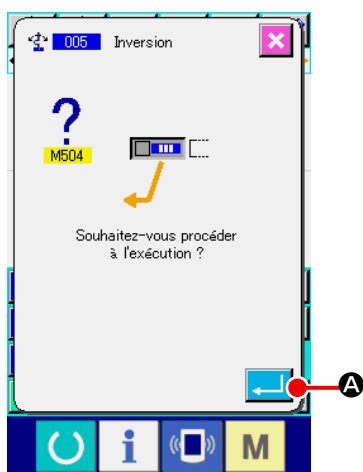 005 Inversion
M504
Souhaitez-vous procéder
à l'exécution ?
A
i
M